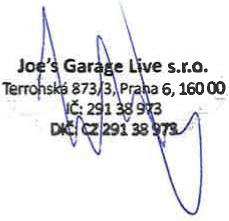 Joe's Garage Live s.r.o.
Terronská 873/3, Praha 6, 160 00
IČ: 291 38 973
DIČ: CZ 291 38 973